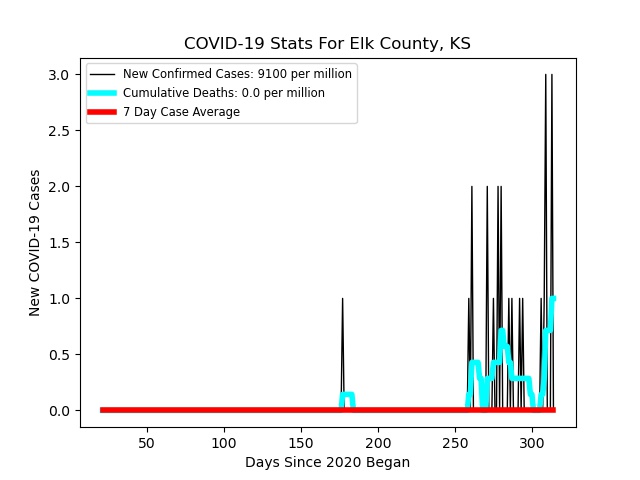 COVID-19 Stats For Elk County, KS
New Confirmed Cases: 9100 per million
Cumulative Deaths: 0.0 per million
7 Day Case Average
3.0
2.5
2.0
1.5
1.0
0.5
0.0
New COVID-19 Cases
50 100 150 200 250 300
Days Since 2020 Began